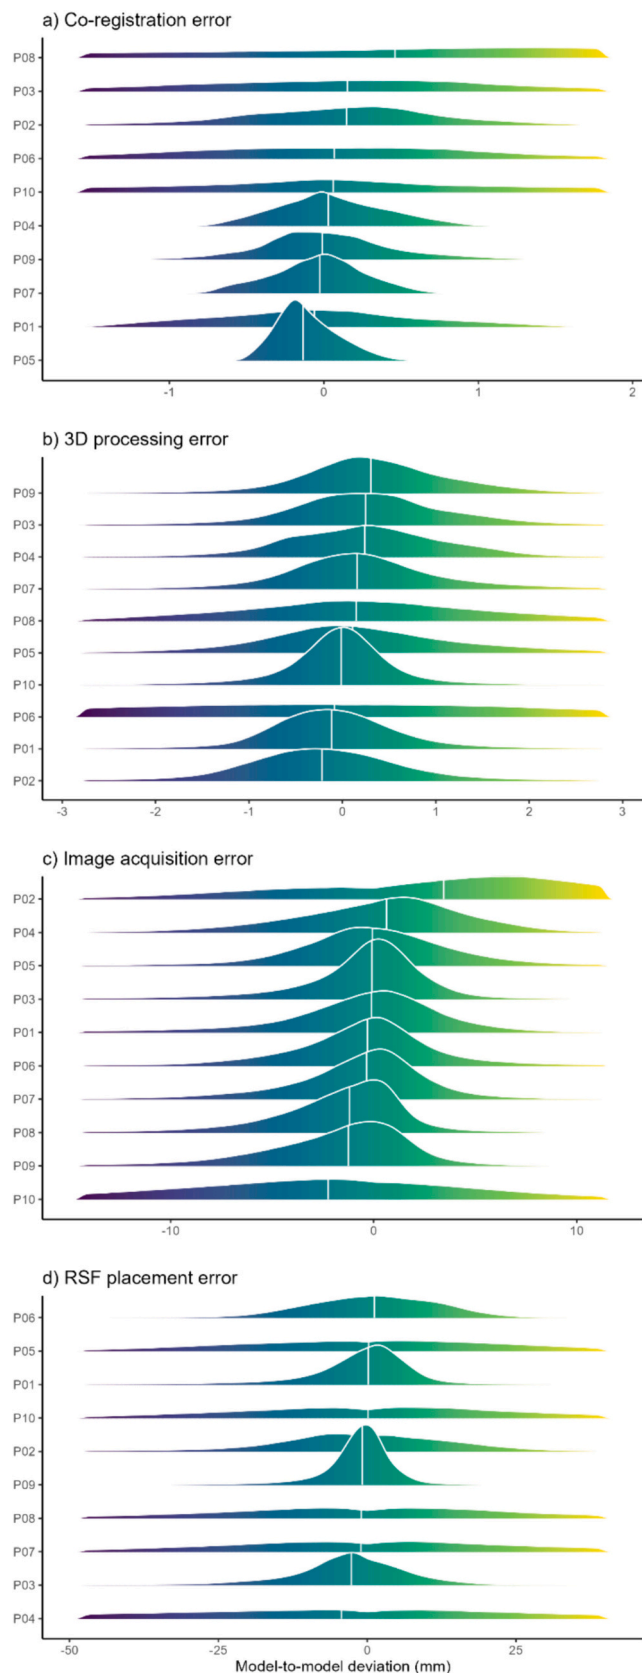 a) Co-registration error
P08
P03
P02
P06
P10
P04
P09
P07
P01
P05
-1 0 1 2
b) 3D processing error
P09
P03
P04
P07
P08
P05
P10
P06
P01
P02
-3 -2 -1 0 1 2 3
c) Image acquisition error
P02
P04
P05
P03
P01
P06
P07
P08
P09
P10
-10 0 10
d) RSF placement error
P06
P05
P01
P10
P02
P09
P08
P07
P03
P04
-50 -25 0 25
Model-to-model deviation (mm)